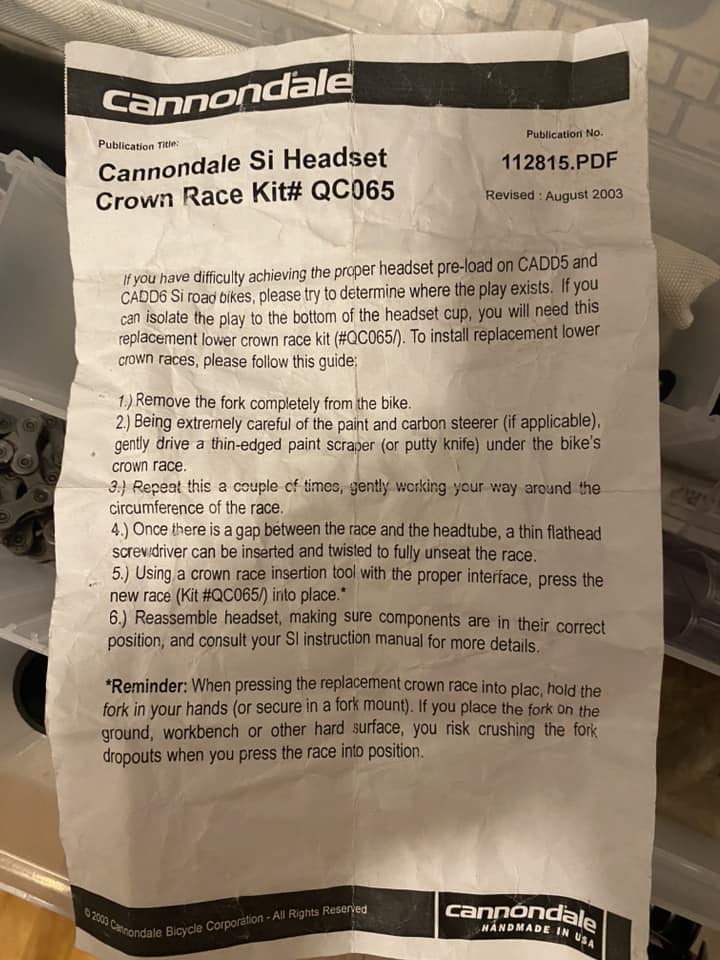 cannondale
Publication Title:
Cannondale Si Headset
Crown Race Kit# QC065
Publication No.
112815.PDF
Revised : August 2003
If you have difficulty achieving the proper headset pre-load on CADD5 and
CADD6 Si road bikes, please try to determine where the play exists. If you
can isolate the play to the bottom of the headset cup, you will need this
replacement lower crown race kit (#QC065/). To install replacement lower
crown races, please follow this guide:
1.) Remove the fork completely from the bike.
2.) Being extremely careful of the paint and carbon steerer (if applicable),
gently drive a thin-edged paint scraper (or putty knife) under the bike's
crown race.
3.) Repeat this a couple of times, gently working your way around the
circumference of the race.
4.) Once there is a gap between the race and the headtube, a thin flathead
screwdriver can be inserted and twisted to fully unseat the race.
5.) Using a crown race insertion tool with the proper interface, press the
new race (Kit #QC065/) into place.*
6.) Reassemble headset, making sure components are in their correct
position, and consult your SI instruction manual for more details.
*Reminder: When pressing the replacement crown race into plac, hold the
fork in your hands (or secure in a fork mount). If you place the fork on the
ground, workbench or other hard surface, you risk crushing the fork
dropouts when you press the race into position.
© 2003 Cannondale Bicycle Corporation - All Rights Reserved
cannondale
HANDMADE IN USA